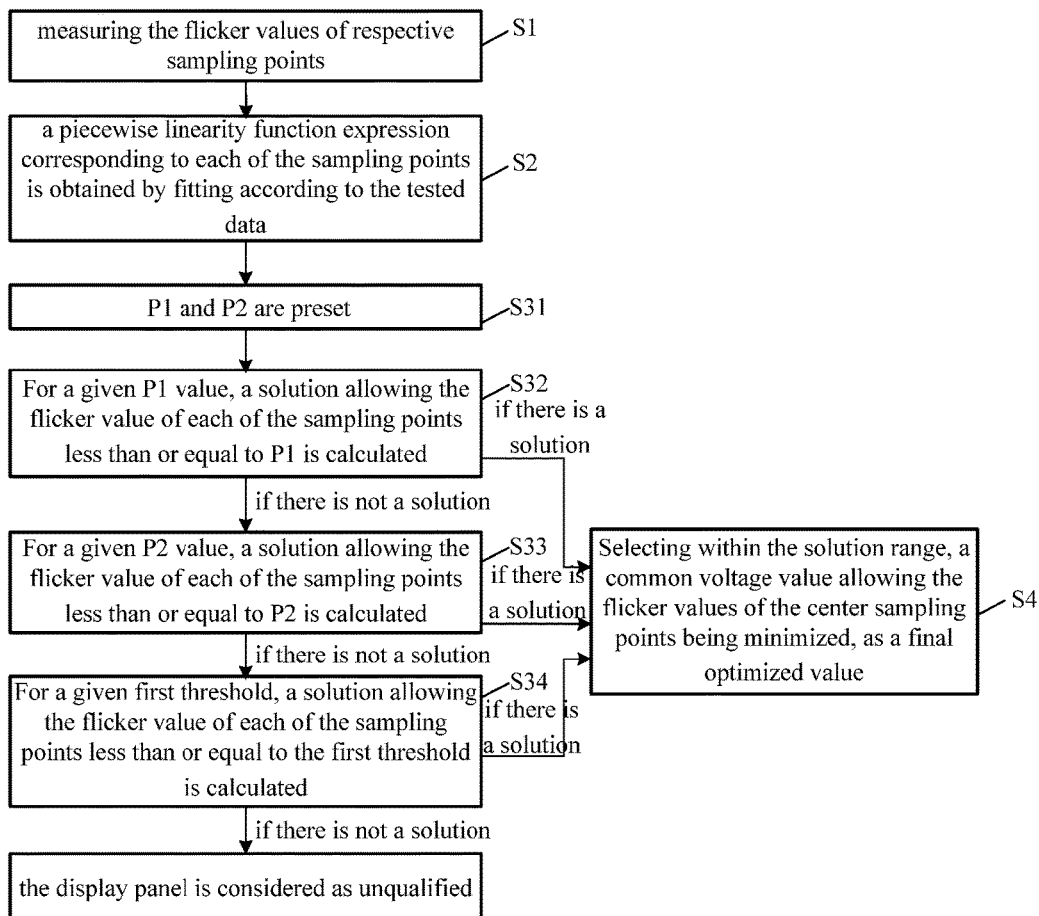 measuring the flicker values of respective
sampling points
S1
a piecewise linearity function expression
corresponding to each of the sampling points
is obtained by fitting according to the tested
data
S2
P1 and P2 are preset
S31
For a given P1 value, a solution allowing the
flicker value of each of the sampling points
less than or equal to P1 is calculated
S32
if there is a
solution
if there is not a solution
For a given P2 value, a solution allowing the
flicker value of each of the sampling points
less than or equal to P2 is calculated
S33
if there is
a solution
if there is not a solution
For a given first threshold, a solution allowing
the flicker value of each of the sampling
points less than or equal to the first threshold
is calculated
S34
if there is
a solution
Selecting within the solution range, a
common voltage value allowing the
flicker values of the center sampling
points being minimized, as a final
optimized value
S4
if there is not a solution
the display panel is considered as unqualified